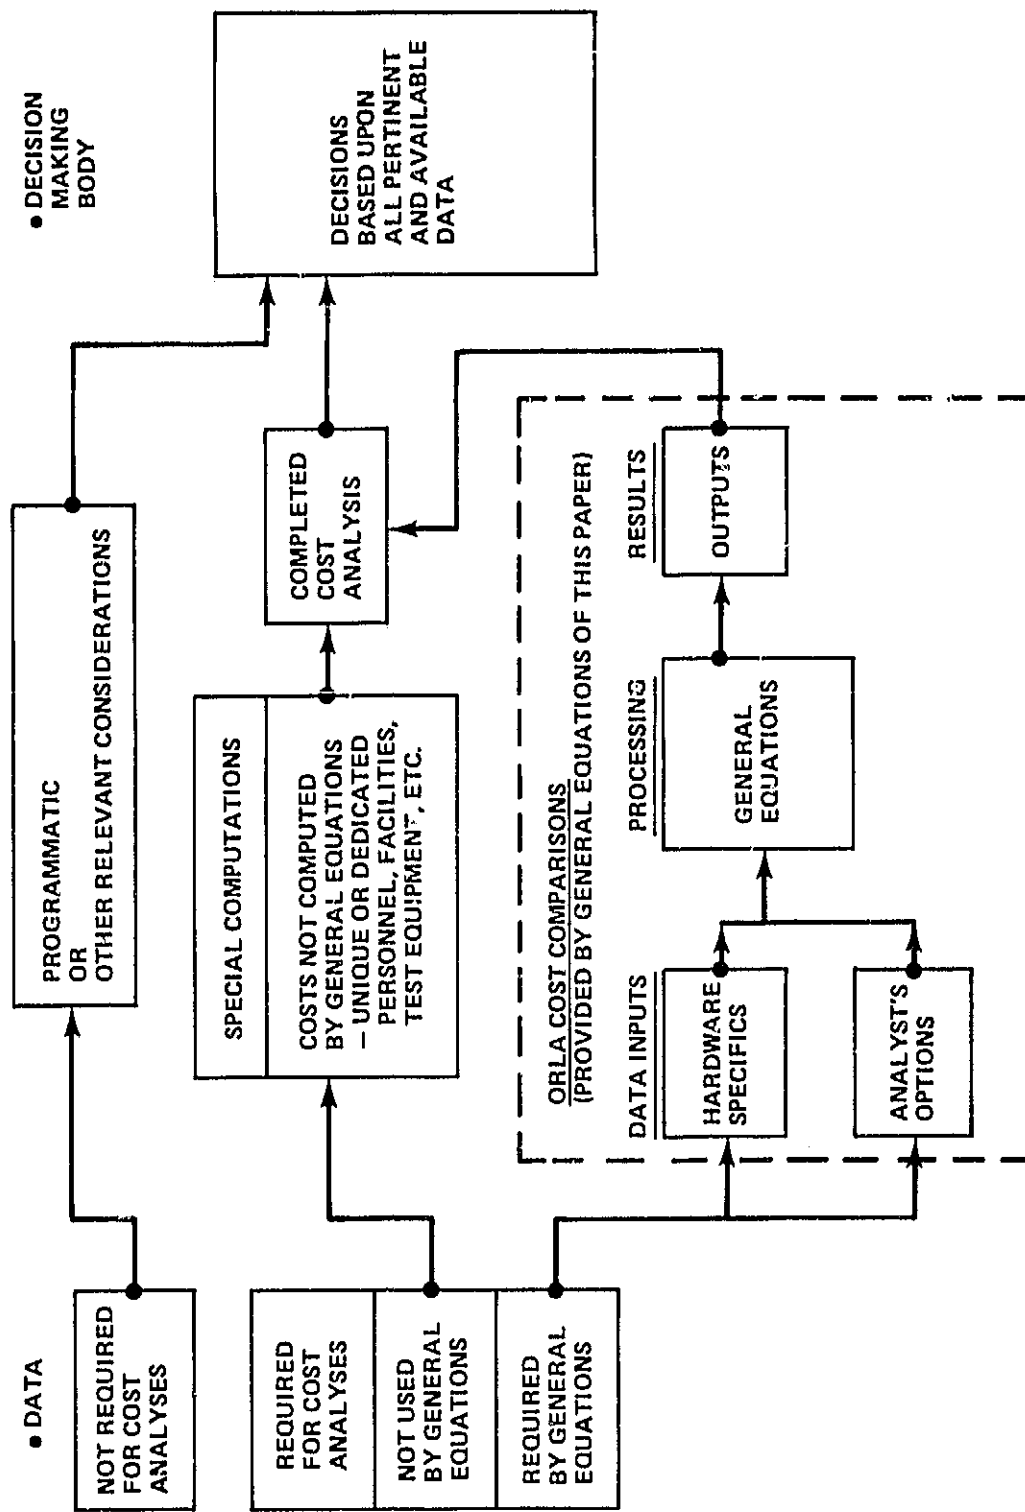 • DATA
NOT REQUIRED
FOR COST
ANALYSES
REQUIRED
FOR COST
ANALYSES
NOT USED
BY GENERAL
EQUATIONS
REQUIRED
BY GENERAL
EQUATIONS
PROGRAMMATIC
OR
OTHER RELEVANT CONSIDERATIONS
SPECIAL COMPUTATIONS
COSTS NOT COMPUTED
BY GENERAL EQUATIONS
– UNIQUE OR DEDICATED
PERSONNEL, FACILITIES,
TEST EQUIPMENT, ETC.
COMPLETED
COST
ANALYSIS
ORLA COST COMPARISONS
(PROVIDED BY GENERAL EQUATIONS OF THIS PAPER)
DATA INPUTS
HARDWARE
SPECIFICS
ANALYST'S
OPTIONS
PROCESSING
GENERAL
EQUATIONS
RESULTS
OUTPUTS
• DECISION
MAKING
BODY
DECISIONS
BASED UPON
ALL PERTINENT
AND AVAILABLE
DATA